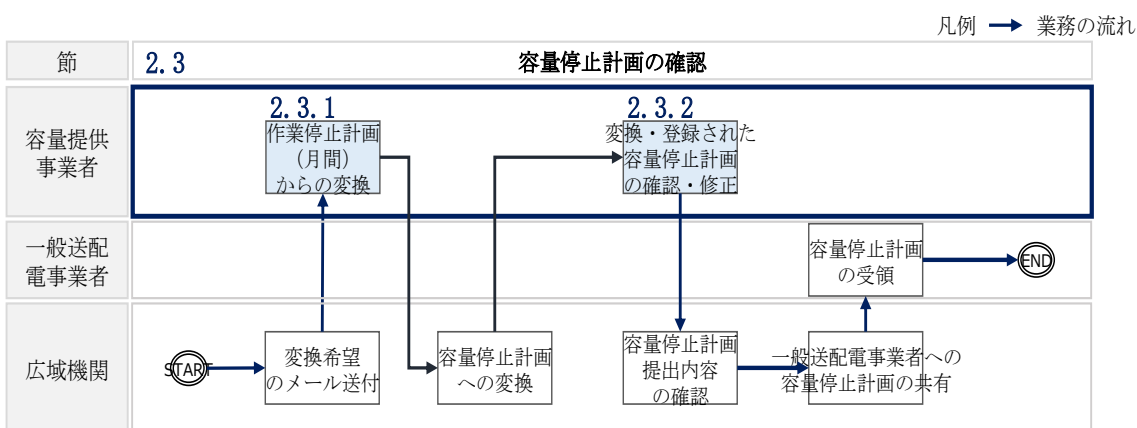 凡例 業務の流れ
節
2.3
容量停止計画の確認
容量提供
事業者
2.3.1
作業停止計画
(月間)
からの変換
2.3.2
変換・登録された
容量停止計画
の確認・修正
一般送配
電事業者
容量停止計画
の受領
END
広域機関
START
変換希望
のメール送付
容量停止計画
への変換
容量停止計画
提出内容
の確認
一般送配電事業者への
容量停止計画の共有